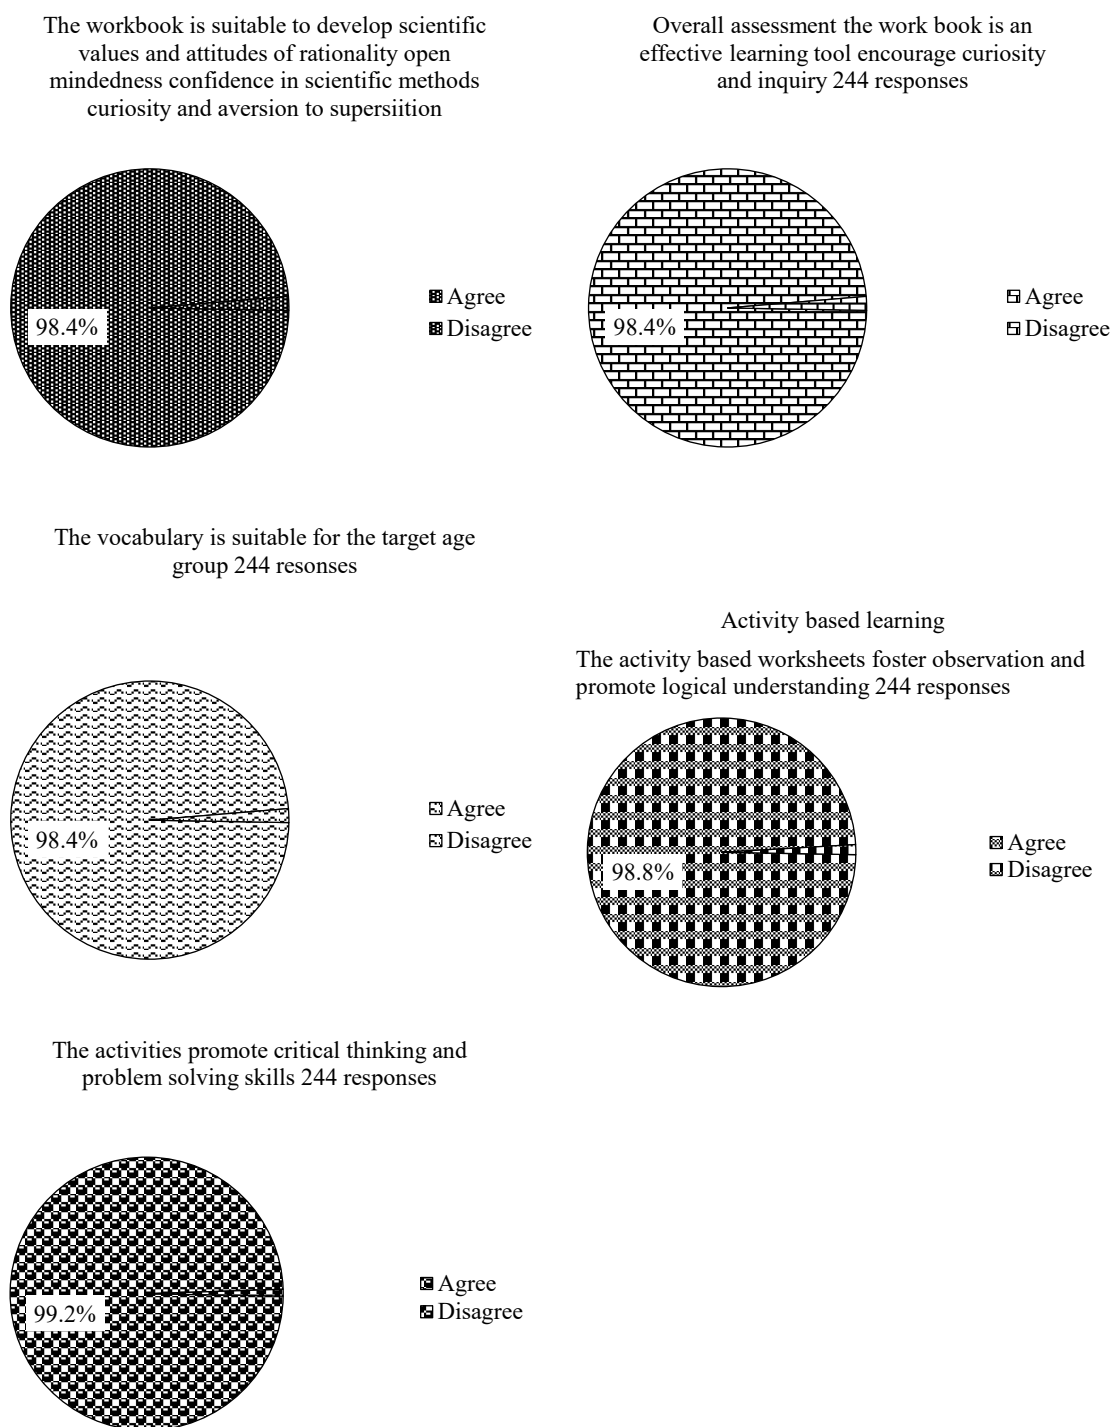 The workbook is suitable to develop scientific
values and attitudes of rationality open
mindedness confidence in scientific methods
curiosity and aversion to supersiition
98.4%
Agree
Disagree
Overall assessment the work book is an
effective learning tool encourage curiosity
and inquiry 244 responses
98.4%
Agree
Disagree
The vocabulary is suitable for the target age
group 244 resonses
98.4%
Agree
Disagree
Activity based learning
The activity based worksheets foster observation and
promote logical understanding 244 responses
98.8%
Agree
Disagree
The activities promote critical thinking and
problem solving skills 244 responses
99.2%
Agree
Disagree